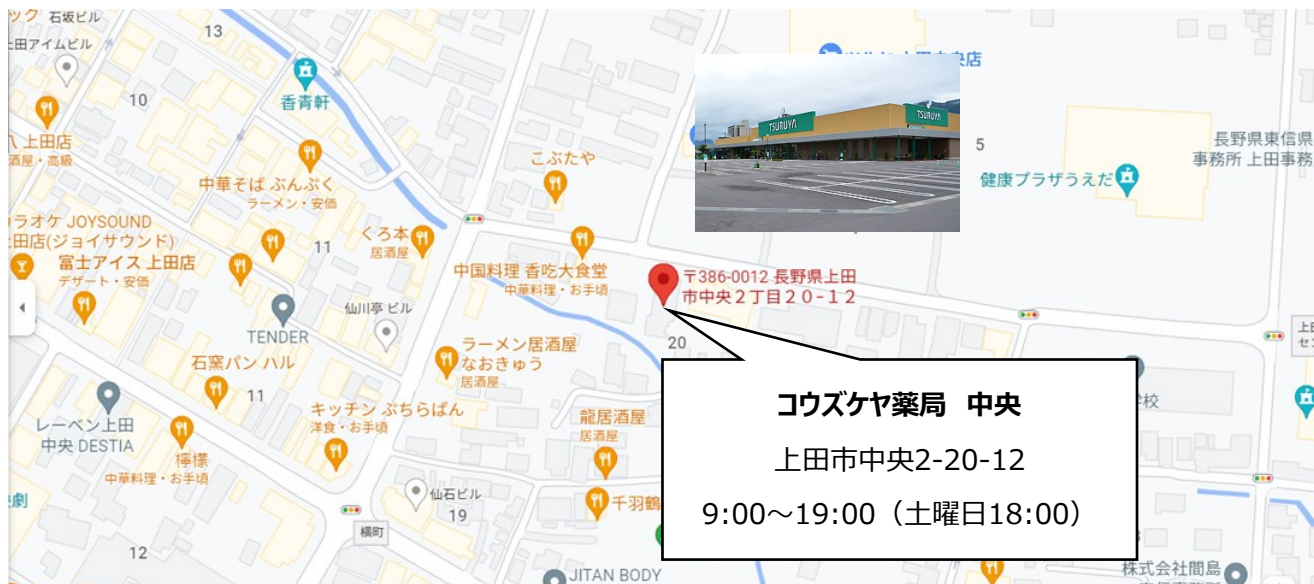 ック
石坂ビル
13
田アイムビル
香青軒
10
上田店
酒屋・高級
中華そば ぶんぷく
ラーメン・安価
こぶたや
TSURUYA
TSURUYA
央店
5
長野県東信県
事務所 上田事務
健康プラザうえだ
カラオケ JOYSOUND
上田店(ジョイサウンド)
11
くろ本
居酒屋
富士アイス 上田店
デザート・安価
中国料理 香吃大食堂
中華料理・お手頃
〒386-0012 長野県上田
市中央2丁目20-12
仙川亭 ビル
TENDER
20
ラーメン居酒屋
なおきゅう
居酒屋
石窯パン ハル
11
キッチン ぷちらぱん
洋食・お手頃
龍居酒屋
居酒屋
レーベン上田
中央 DESTIA
檸檬
中華料理・お手頃
コウズケヤ薬局 中央
上田市中央2-20-12
9:00～19:00（土曜日18:00）
校
劇
仙石ビル
19
千羽鶴
横町
12
JITAN BODY
株式会社間島